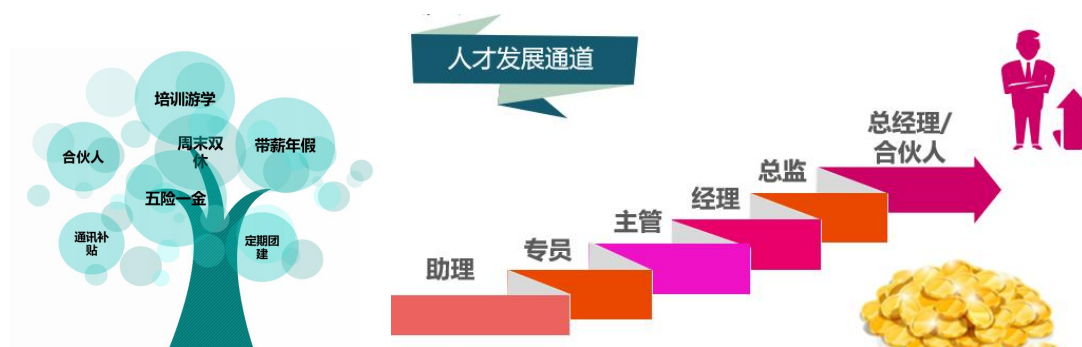 培训游学
周末双
休
带薪年假
合伙人
五险一金
通讯补
贴
定期团
建
人才发展通道
总经理/
合伙人
总监
经理
主管
专员
助理